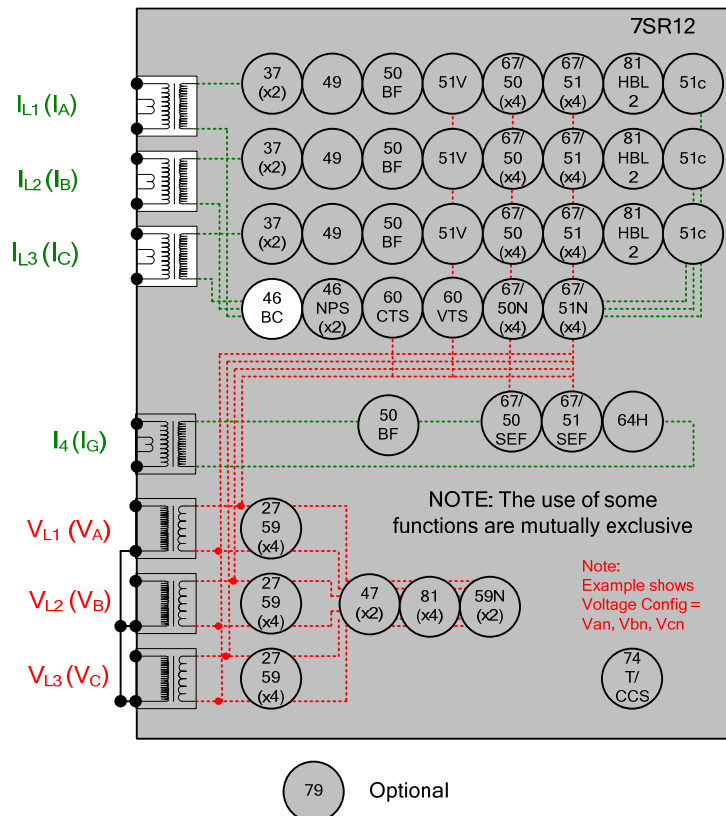 7SR12
IL1 (IA)
37
(x2)
49
50
BF
51V
67/
50
(x4)
67/
51
(x4)
81
HBL
2
51c
IL2 (IB)
37
(x2)
49
50
BF
51V
67/
50
(x4)
67/
51
(x4)
81
HBL
2
51c
IL3 (IC)
37
(x2)
49
50
BF
51V
67/
50
(x4)
67/
51
(x4)
81
HBL
2
51c
46
BC
46
NPS
(x2)
60
CTS
60
VTS
67/
50N
(x4)
67/
51N
(x4)
I4 (IG)
50
BF
67/
50
SEF
67/
51
SEF
64H
NOTE: The use of some
functions are mutually exclusive
VL1 (VA)
27
59
(x4)
VL2 (VB)
27
59
(x4)
47
(x2)
81
(x4)
59N
(x2)
Note:
Example shows
Voltage Config =
Van, Vbn, Vcn
VL3 (VC)
27
59
(x4)
74
T/
CCS
79
Optional